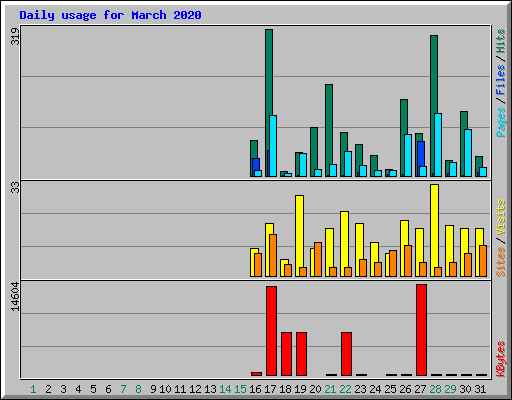 Daily usage for March 2020
319
Pages / Files / Hits
33
Sites / Visits
14604
KBytes
1 2 3 4 5 6 7 8 9 10 11 12 13 14 15 16 17 18 19 20 21 22 23 24 25 26 27 28 29 30 31